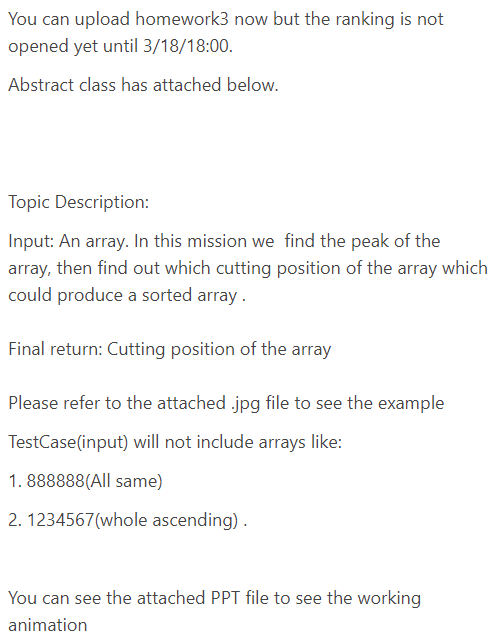 You can upload homework3 now but the ranking is not
opened yet until 3/18/18:00.
Abstract class has attached below.
Topic Description:
Input: An array. In this mission we  find the peak of the
array, then find out which cutting position of the array which
could produce a sorted array .
Final return: Cutting position of the array
Please refer to the attached .jpg file to see the example
TestCase(input) will not include arrays like:
1. 888888(All same)
2. 1234567(whole ascending) .
You can see the attached PPT file to see the working
animation